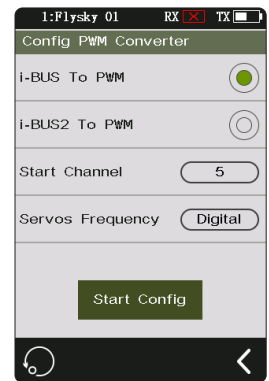 1:Flysky 01 RX TX
Config PWM Converter
i-BUS To PWM
i-BUS2 To PWM
Start Channel 5
Servos Frequency Digital
Start Config